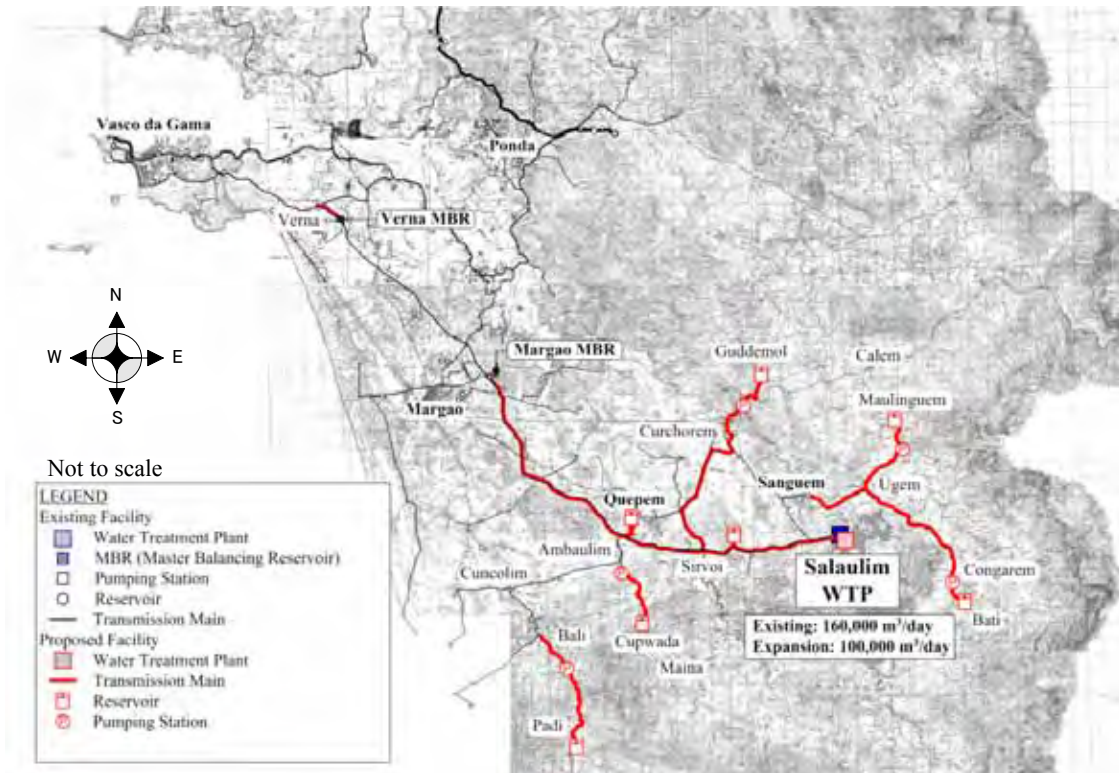 Vasco da Gama
Ponda
Verna
Verna MBR
N
W
E
S
Margao MBR
Margao
Guddemol
Calem
Maulinguem
Curchorem
Sanguem
Ugem
Quepem
Ambaulim
Sirvoi
Cuncolim
Salaulim
WTP
Congarem
Bati
Existing: 160,000 m³/day
Expansion: 100,000 m³/day
Bali
Cupwada
Maina
Padi
Not to scale
LEGEND
Existing Facility
Water Treatment Plant
MBR (Master Balancing Reservoir)
Pumping Station
Reservoir
Transmission Main
Proposed Facility
Water Treatment Plant
Transmission Main
Reservoir
Pumping Station